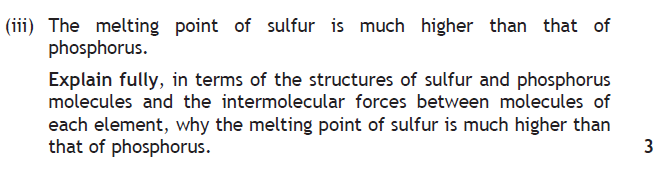 (iii) The melting point of sulfur is much higher than that of
phosphorus.
Explain fully, in terms of the structures of sulfur and phosphorus
molecules and the intermolecular forces between molecules of
each element, why the melting point of sulfur is much higher than
that of phosphorus. 3